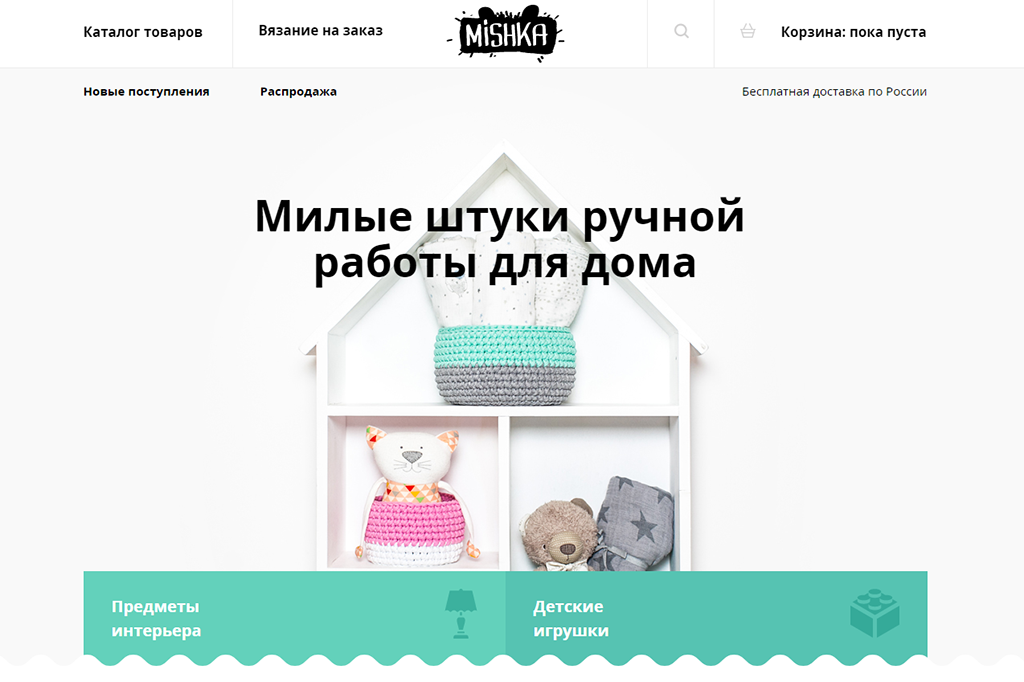 Каталог товаров
Вязание на заказ
MiSHKA
Корзина: пока пуста
Новые поступления
Распродажа
Бесплатная доставка по России
Милые штуки ручной
работы для дома
Предметы
интерьера
Детские
игрушки